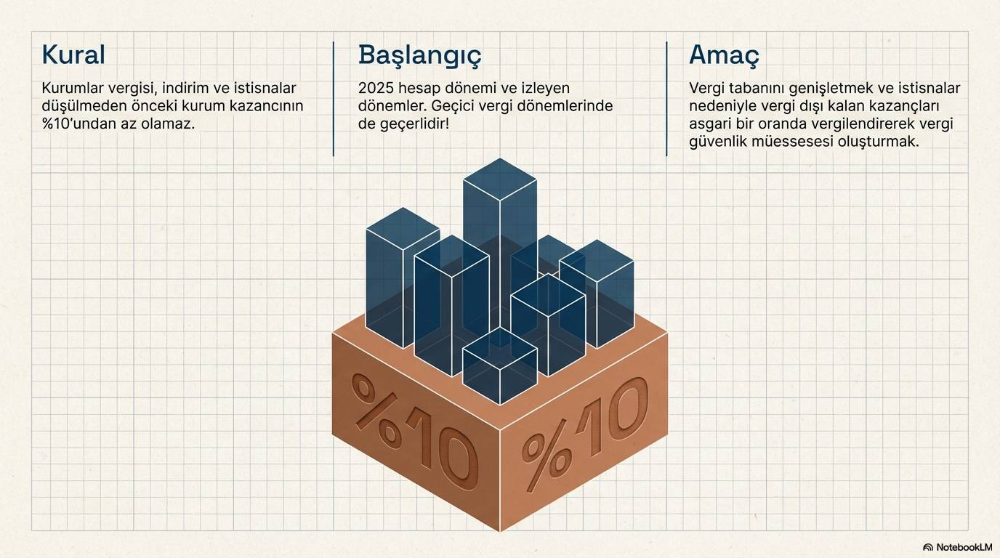 Kural
Kurumlar vergisi, indirim ve istisnalar
düşülmeden önceki kurum kazancının
%10'undan az olamaz.
Başlangıç
2025 hesap dönemi ve izleyen
dönemler. Geçici vergi dönemlerinde
de geçerlidir!
Amaç
Vergi tabanını genişletmek ve istisnalar
nedeniyle vergi dışı kalan kazançları
asgari bir oranda vergilendirerek vergi
güvenlik müessesesi oluşturmak.
%10
%10
NotebookLM